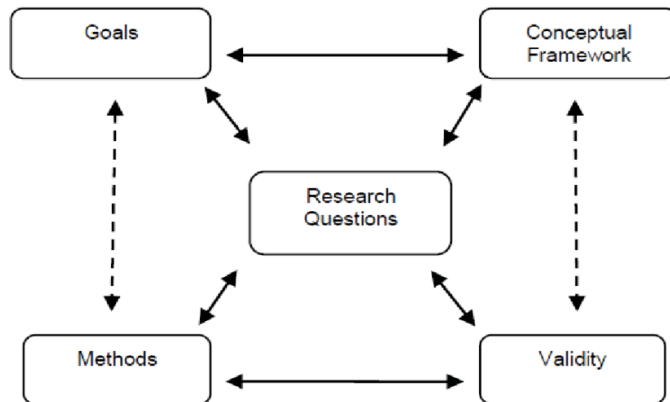 Goals
Conceptual
Framework
Research
Questions
Methods
Validity